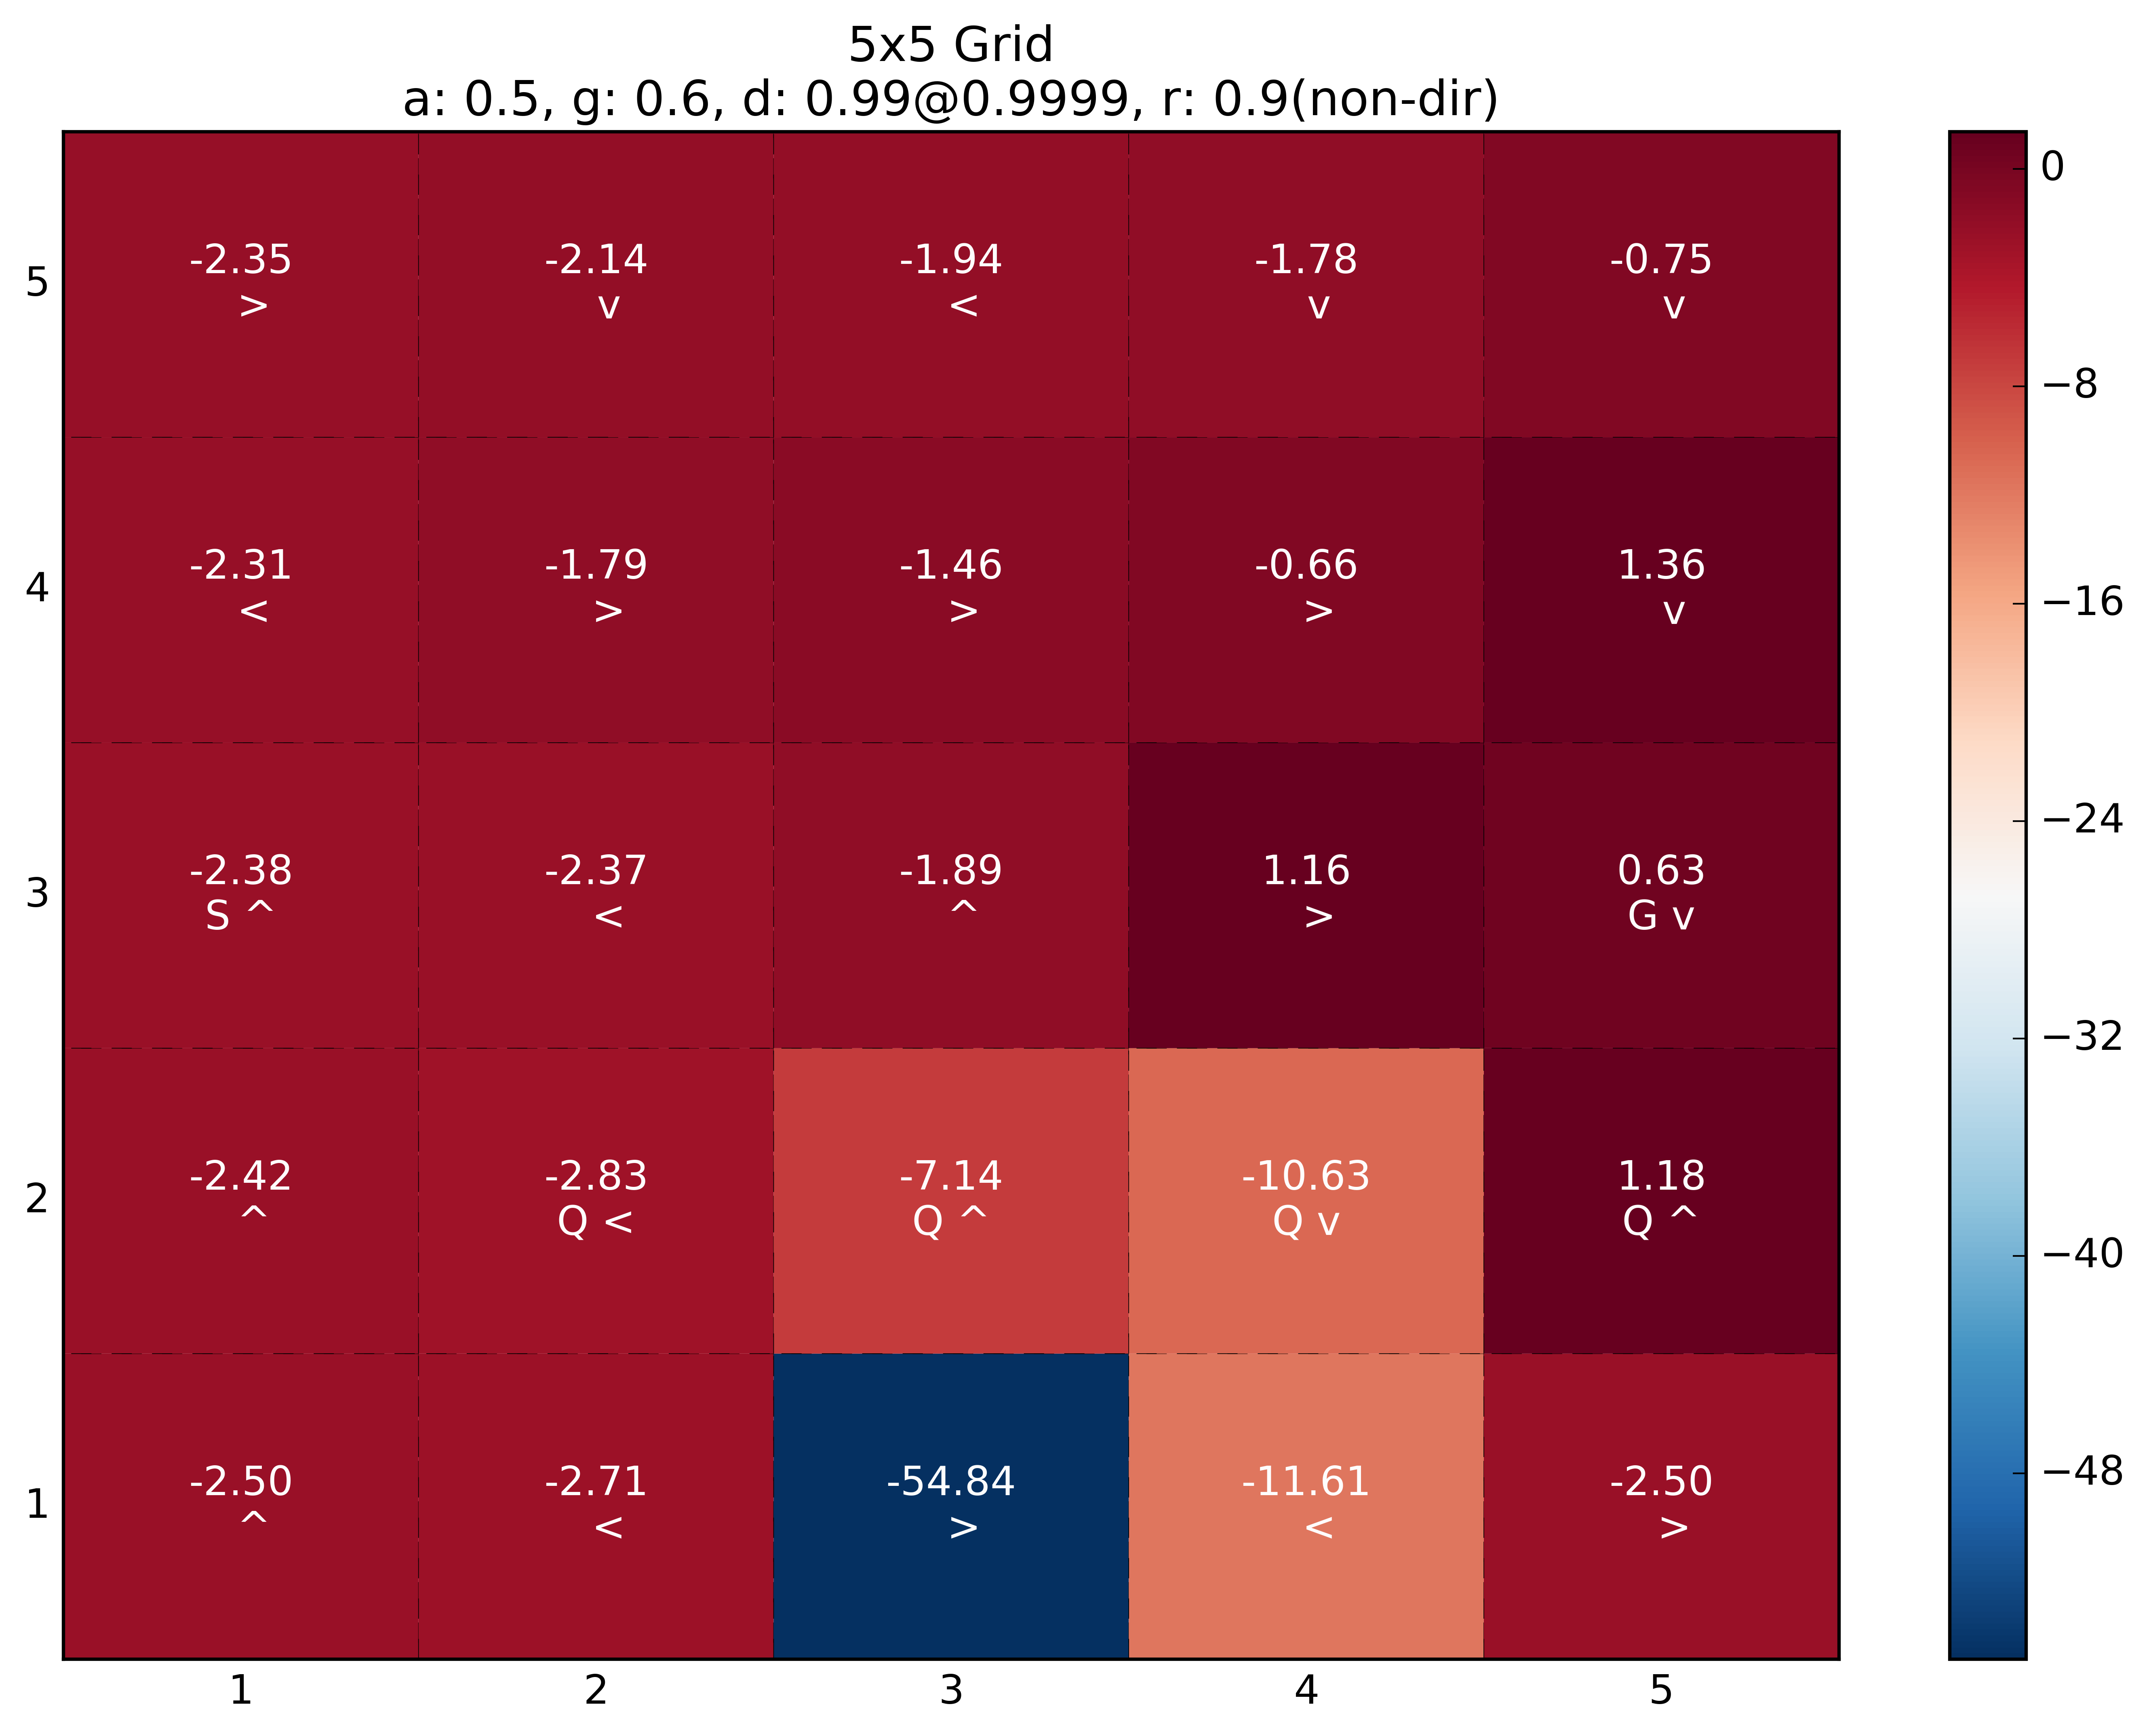 5x5 Grid
a: 0.5, g: 0.6, d: 0.99@0.9999, r: 0.9(non-dir)
5 -2.35 -2.14 -1.94 -1.78 -0.75
> v < v v
4 -2.31 -1.79 -1.46 -0.66 1.36
< > > > v
3 -2.38 -2.37 -1.89 1.16 0.63
S ^ < ^ > G v
2 -2.42 -2.83 -7.14 -10.63 1.18
^ Q < Q ^ Q v Q ^
1 -2.50 -2.71 -54.84 -11.61 -2.50
^ < > < >
1 2 3 4 5
0
−8
−16
−24
−32
−40
−48